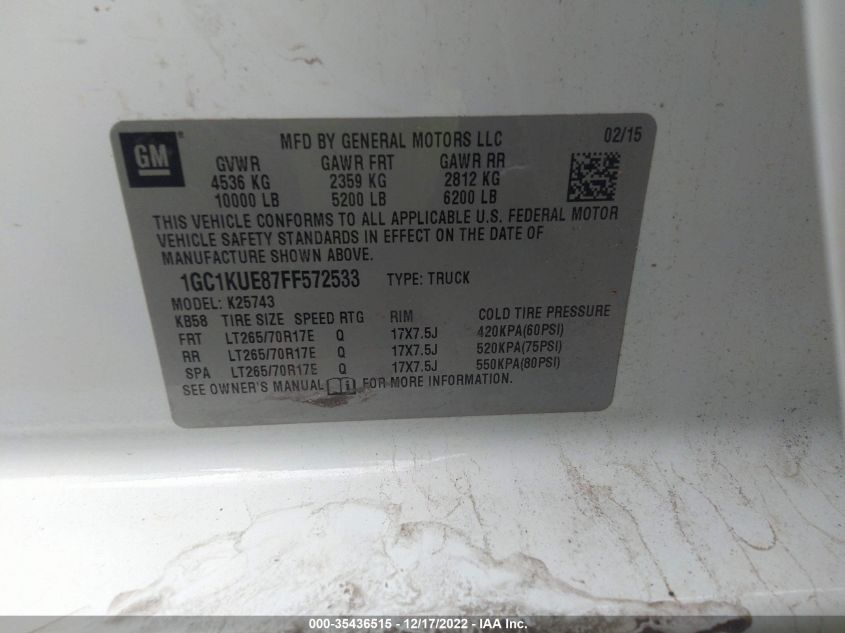 GM®
MFD BY GENERAL MOTORS LLC 02/15
GVWR GAWR FRT GAWR RR
4536 KG 2359 KG 2812 KG
10000 LB 5200 LB 6200 LB
THIS VEHICLE CONFORMS TO ALL APPLICABLE U.S. FEDERAL MOTOR
VEHICLE SAFETY STANDARDS IN EFFECT ON THE DATE OF
MANUFACTURE SHOWN ABOVE.
1GC1KUE87FF572533 TYPE: TRUCK
MODEL: K25743
KB58 TIRE SIZE SPEED RTG RIM COLD TIRE PRESSURE
FRT LT265/70R17E Q 17X7.5J 420KPA(60PSI)
RR LT265/70R17E Q 17X7.5J 520KPA(75PSI)
SPA LT265/70R17E Q 17X7.5J 550KPA(80PSI)
SEE OWNER'S MANUAL FOR MORE INFORMATION.
000-35436515 - 12/17/2022 - IAA Inc.